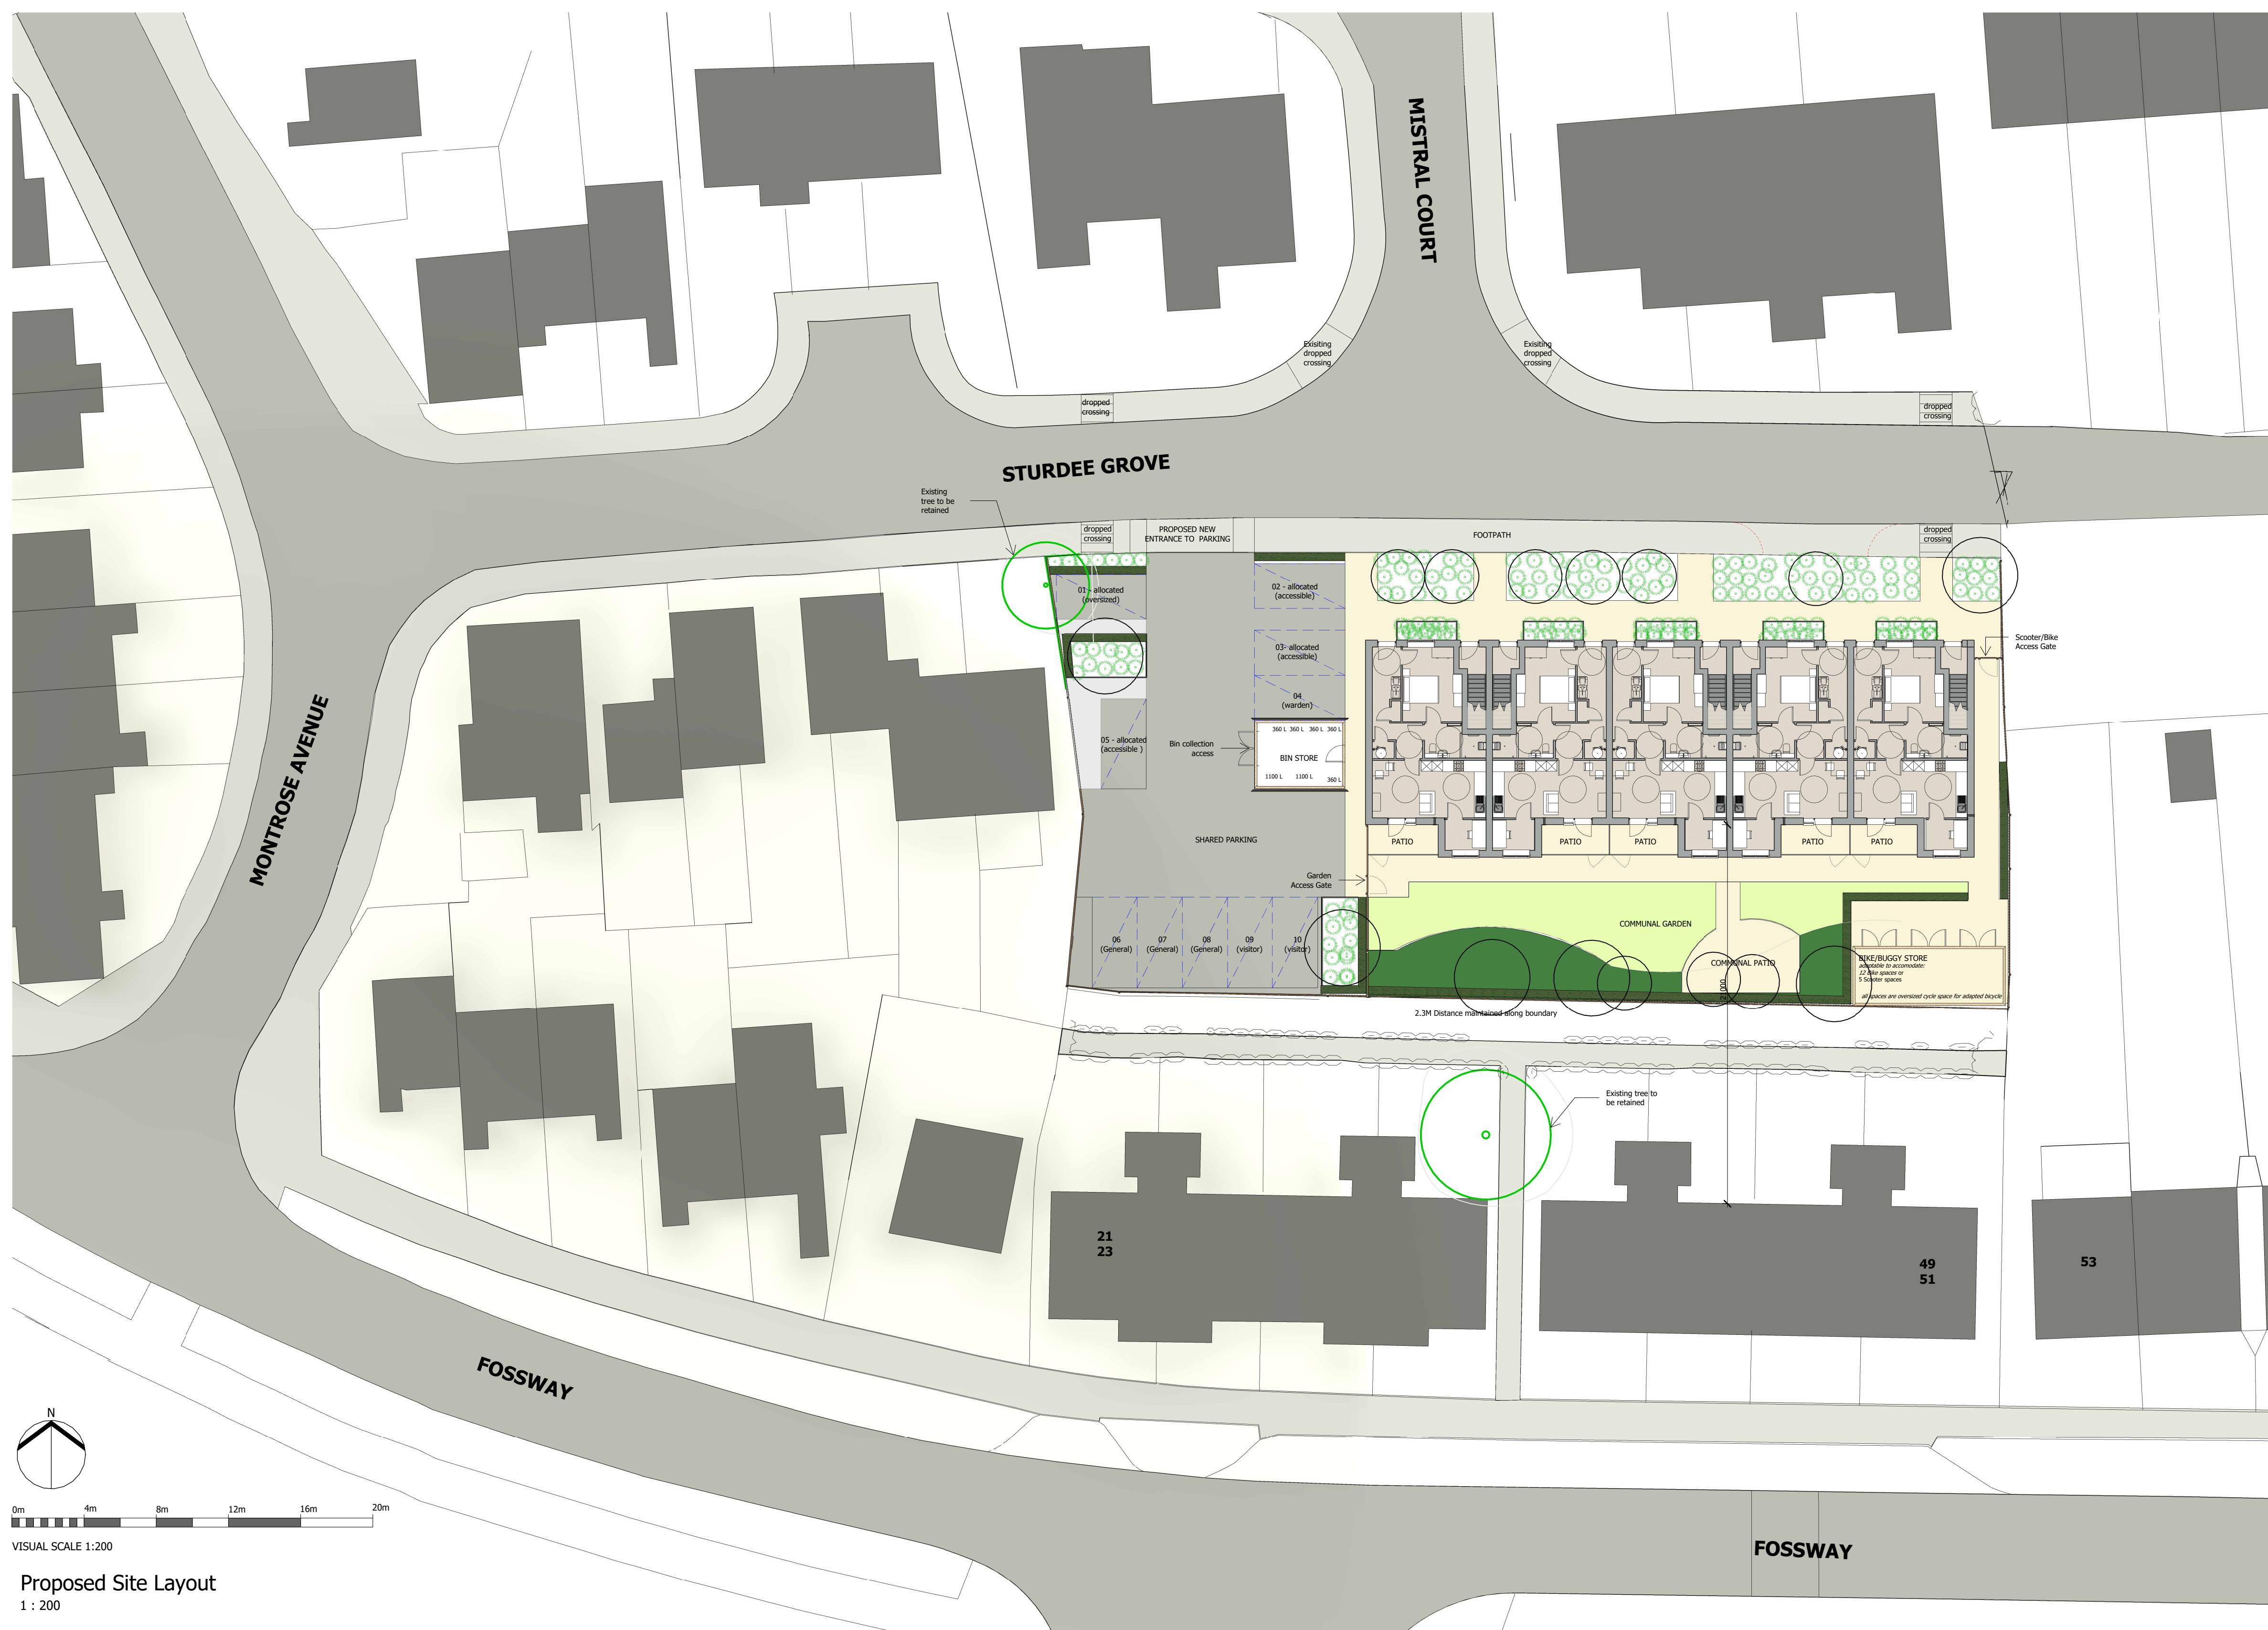 MISTRAL COURT
Exisiting
dropped
crossing
Exisiting
dropped
crossing
dropped
crossing
dropped
crossing
STURDEE GROVE
Existing
tree to be
retained
dropped
crossing
PROPOSED NEW
ENTRANCE TO PARKING
FOOTPATH
dropped
crossing
01 - allocated
(oversized)
02 - allocated
(accessible)
03- allocated
(accessible)
04
(warden)
05 - allocated
(accessible )
Bin collection
access
360 L 360 L 360 L 360 L
BIN STORE
1100 L 1100 L 360 L
Scooter/Bike
Access Gate
MONTROSE AVENUE
SHARED PARKING
PATIO
PATIO
PATIO
PATIO
PATIO
Garden
Access Gate
COMMUNAL GARDEN
06
(General)
07
(General)
08
(General)
09
(visitor)
10
(visitor)
COMMUNAL PATIO
BIKE/BUGGY STORE
adaptable to accomodate:
12 Bike spaces or
5 Scooter spaces
all spaces are oversized cycle space for adapted bicycle
2.3M Distance maintained along boundary
Existing tree to
be retained
21
23
49
51
53
FOSSWAY
FOSSWAY
N
0m 4m 8m 12m 16m 20m
VISUAL SCALE 1:200
Proposed Site Layout
1 : 200